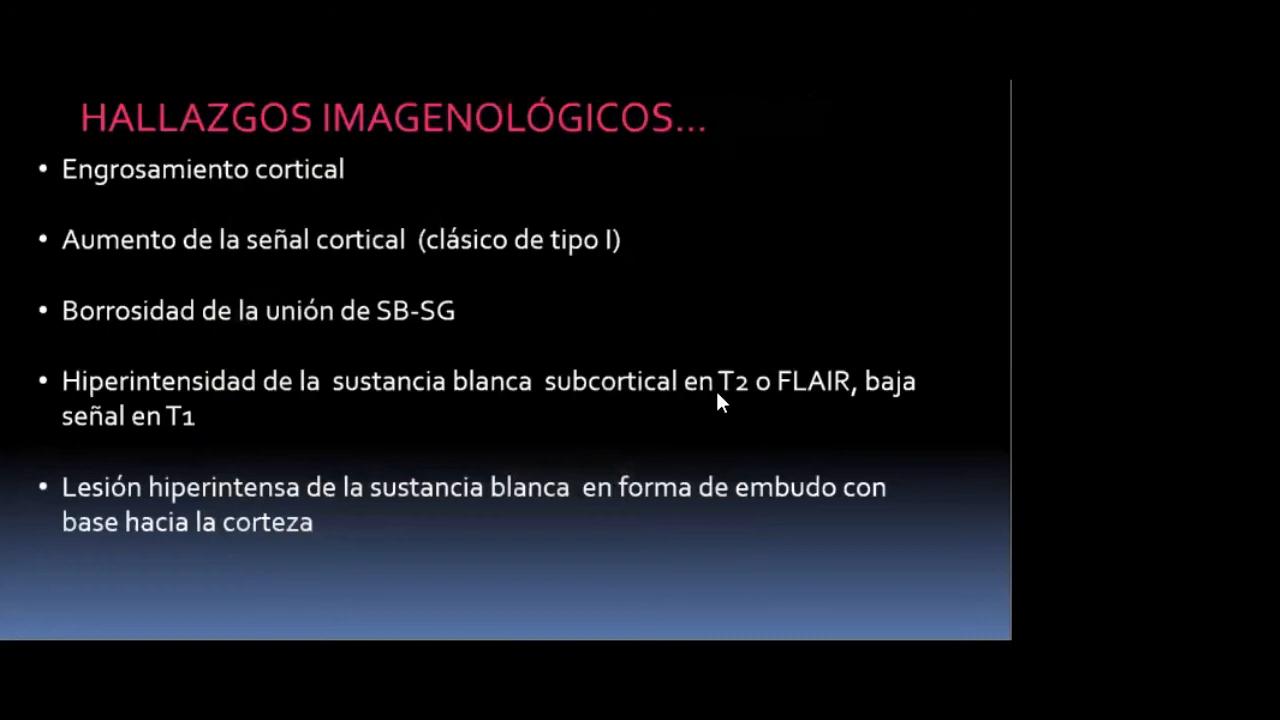 HALLAZGOS IMAGENOLÓGICOS...
• Engrosamiento cortical
• Aumento de la señal cortical (clásico de tipo I)
• Borrosidad de la unión de SB-SG
• Hiperintensidad de la sustancia blanca subcortical en T2 o FLAIR, baja
señal en T1
• Lesión hiperintensa de la sustancia blanca en forma de embudo con
base hacia la corteza